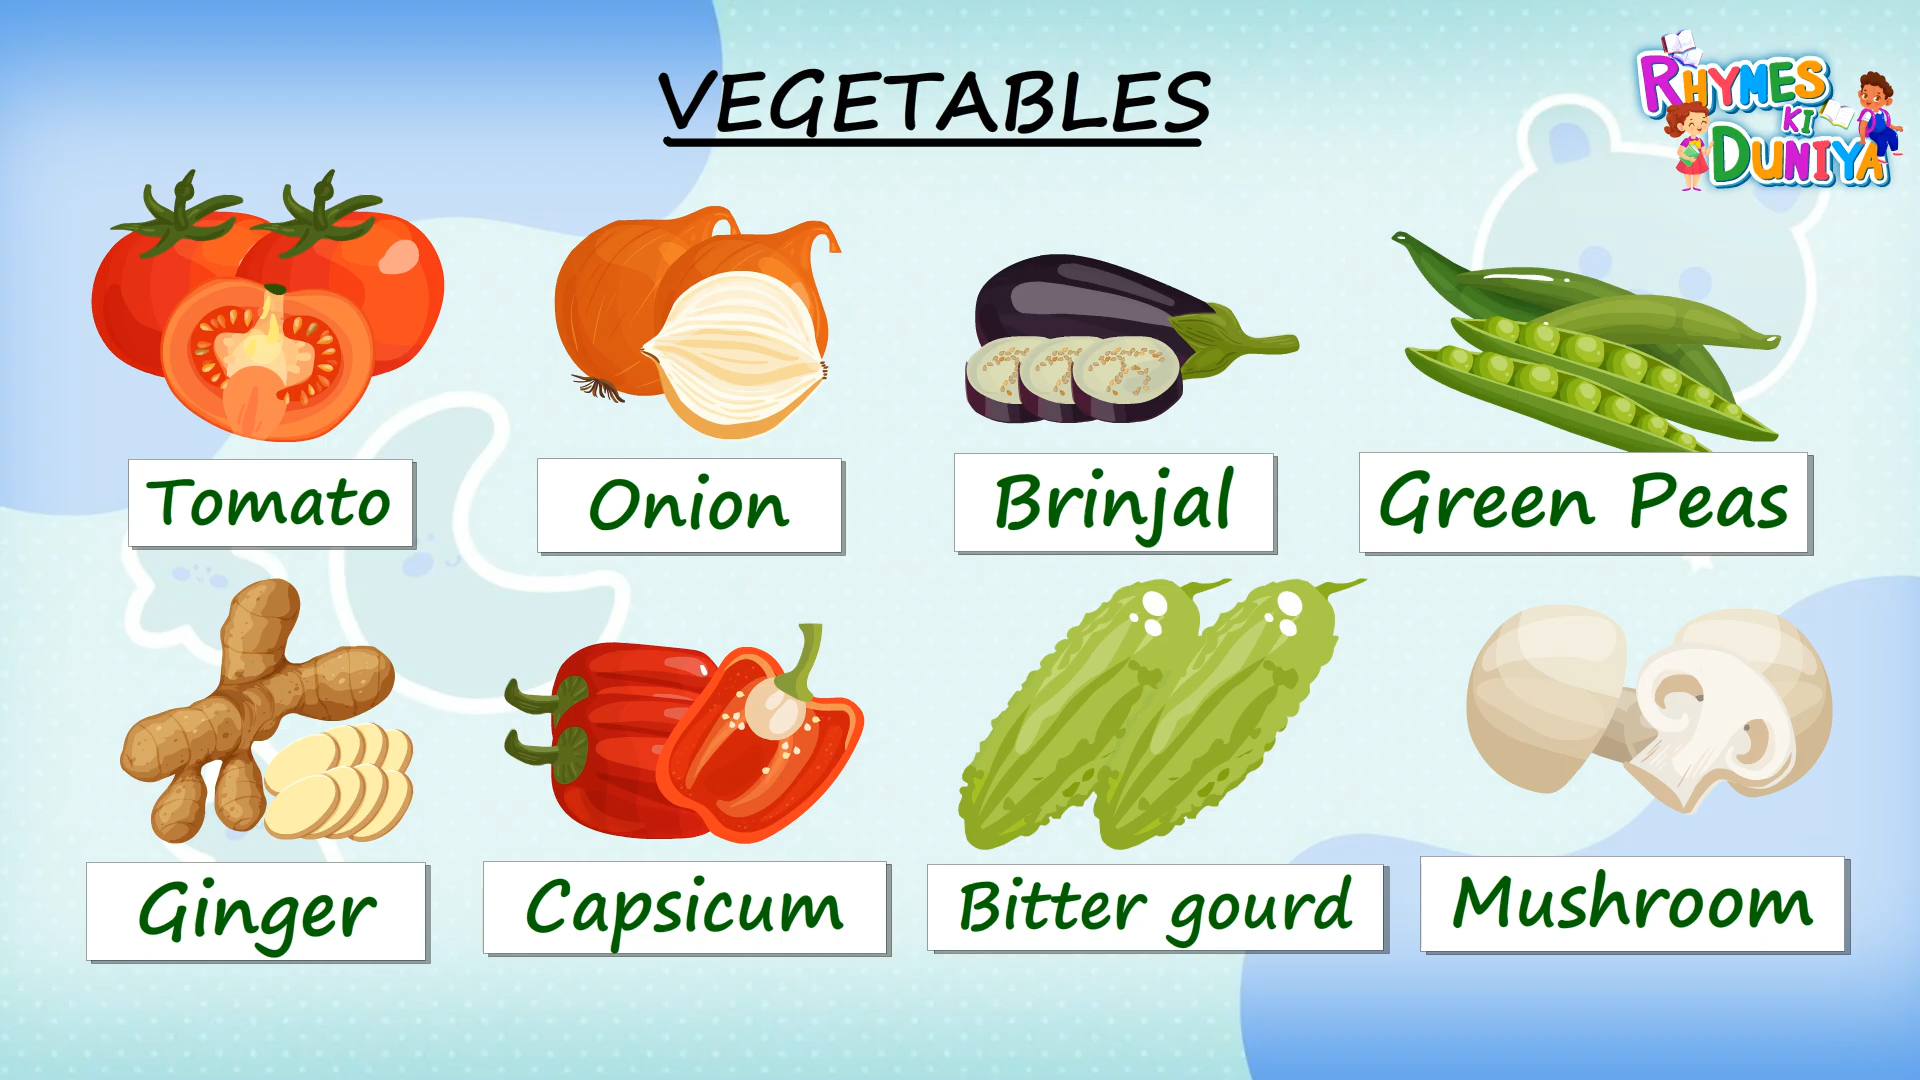 VEGETABLES
RHYMES
KI
DUNIYA
Tomato
Onion
Brinjal
Green Peas
Ginger
Capsicum
Bitter gourd
Mushroom